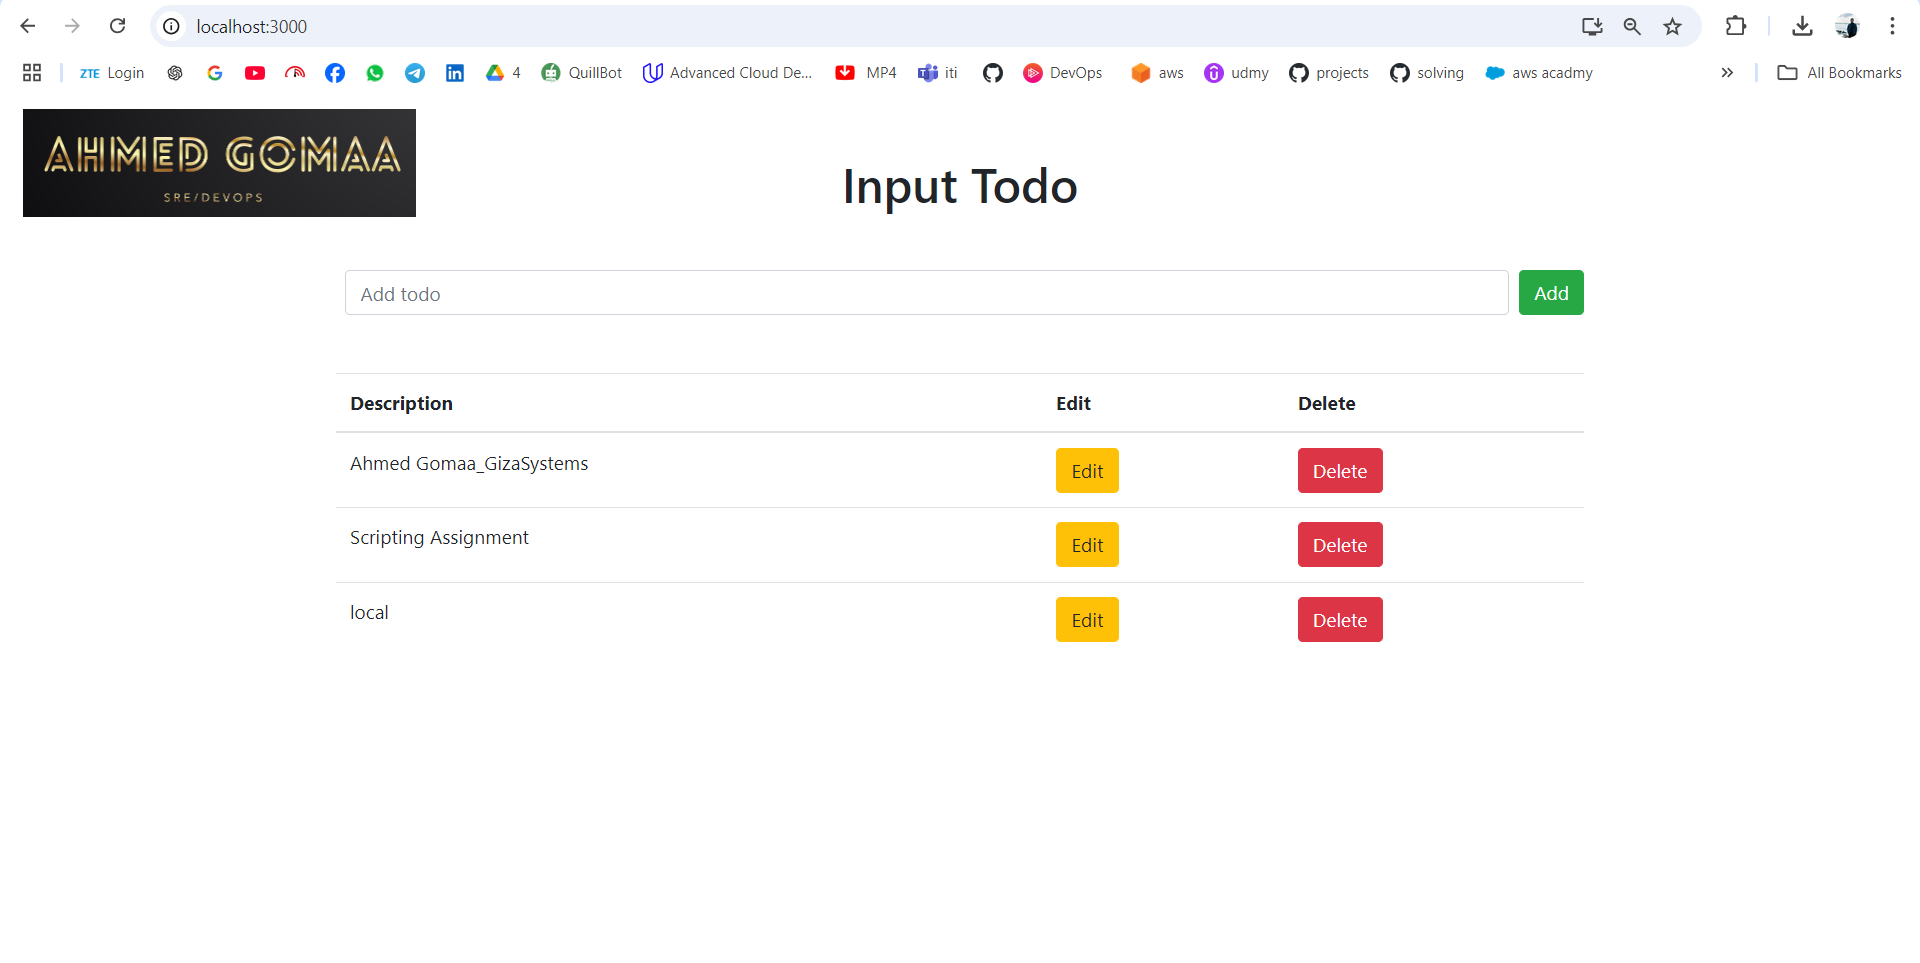 localhost:3000
ZTE Login 4 QuillBot Advanced Cloud De... MP4 iti DevOps aws udmy projects solving aws acadmy » All Bookmarks
AHMED GOMAA
SRE/DEVOPS
Input Todo
Add todo Add
Description Edit Delete
Ahmed Gomaa_GizaSystems Edit Delete
Scripting Assignment Edit Delete
local Edit Delete